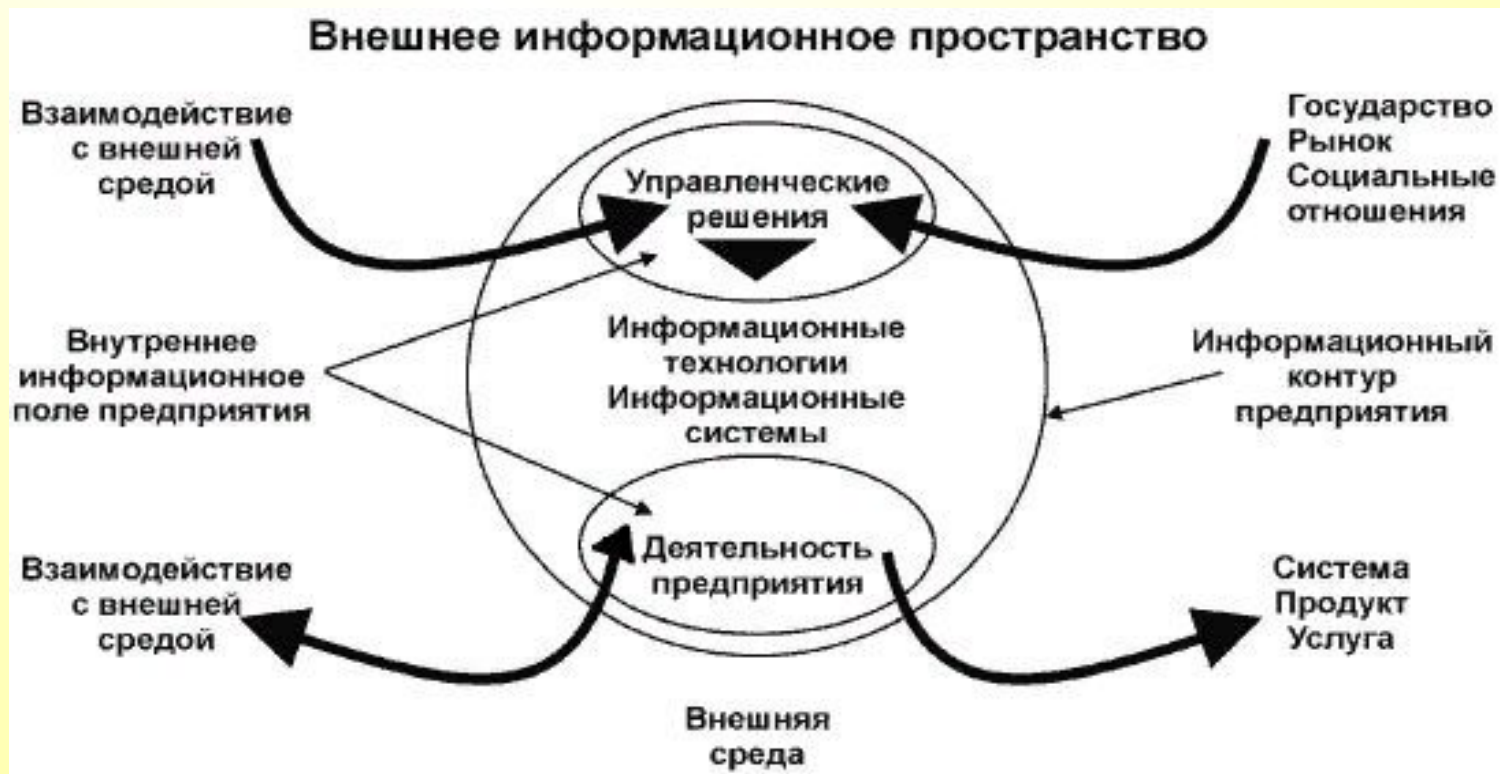 Внешнее информационное пространство
Взаимодействие
с внешней
средой
Государство
Рынок
Социальные
отношения
Управленческие
решения
Внутреннее
информационное
поле предприятия
Информационные
технологии
Информационные
системы
Информационный
контур
предприятия
Взаимодействие
с внешней
средой
Деятельность
предприятия
Система
Продукт
Услуга
Внешняя
среда